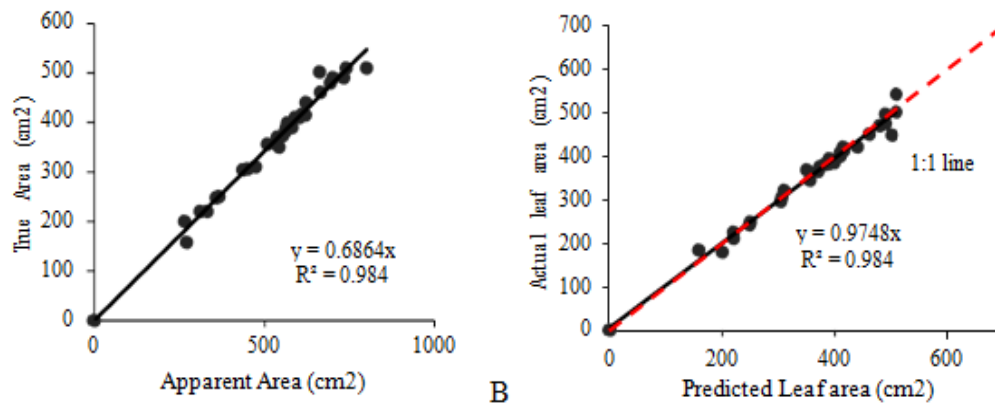 600
500
400
300
200
100
0
True Area (cm2)
y = 0.6864x
R² = 0.984
0
500
1000
Apparent Area (cm2)
B
700
600
500
400
300
200
100
0
Actual leaf area (cm2)
1:1 line
y = 0.9748x
R² = 0.984
0
200
400
600
Predicted Leaf area (cm2)